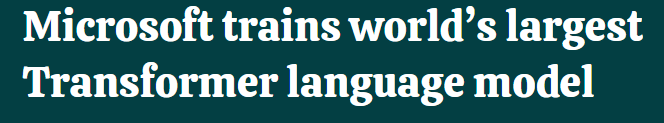 Microsoft trains world’s largest
Transformer language model